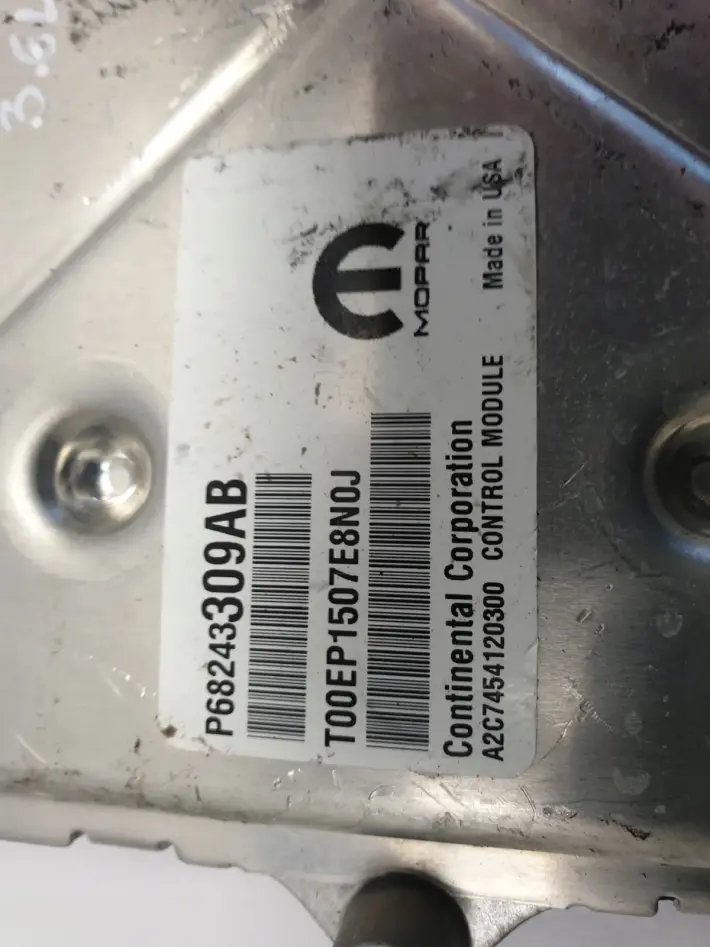 3.6L
MOPAR
P68243309AB
T00EP1507E8N0J
Continental Corporation
A2C7454120300 CONTROL MODULE Made in USA